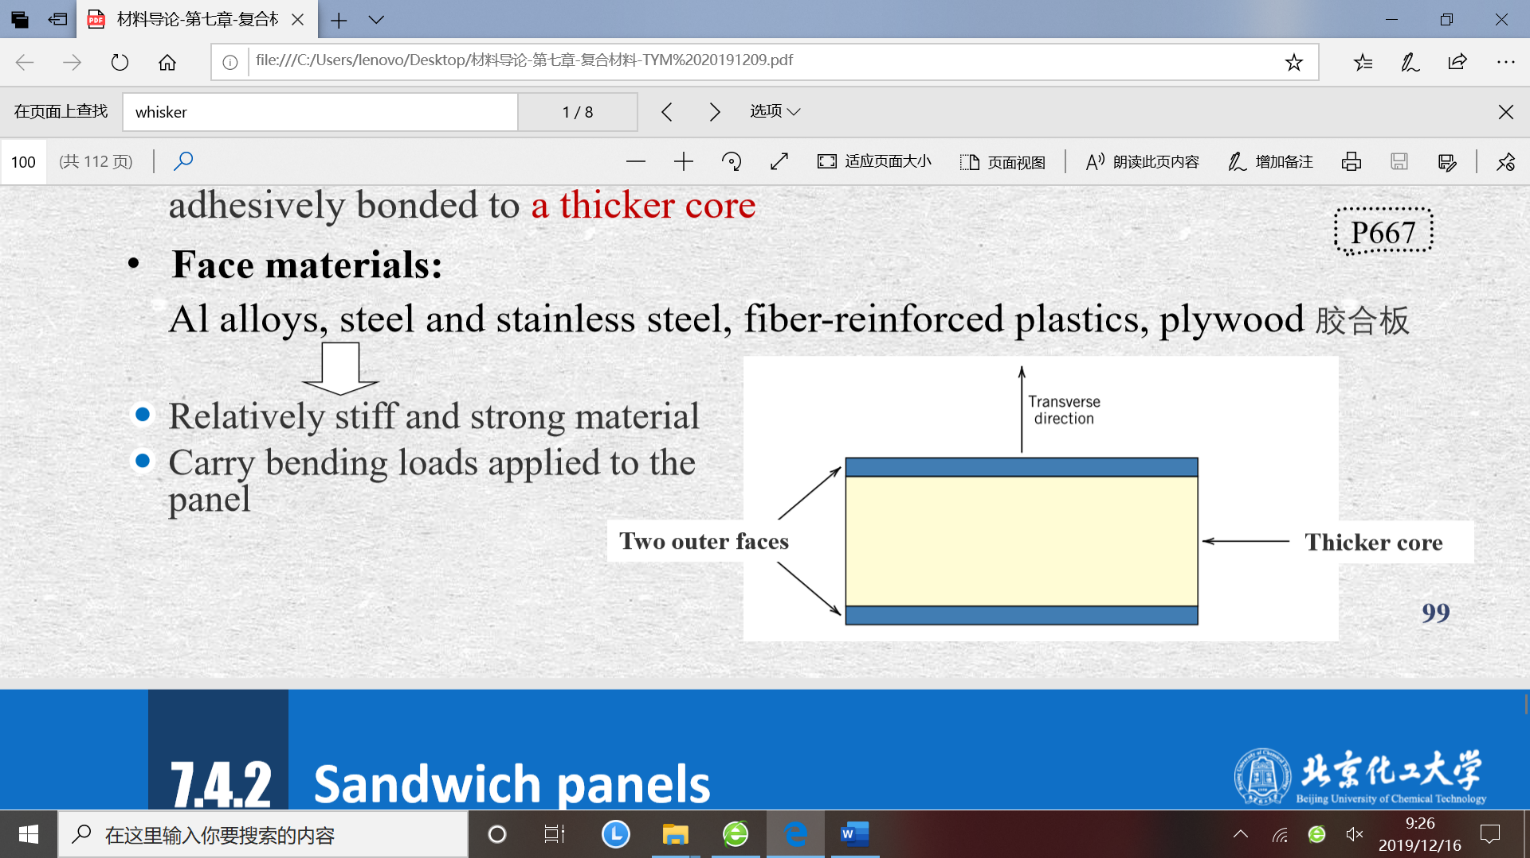 材料导论-第七章-复合材
file:///C:/Users/lenovo/Desktop/材料导论-第七章-复合材料-TYM%2020191209.pdf
在页面上查找
whisker
1 / 8
选项
100
(共 112 页)
适应页面大小
页面视图
朗读此页内容
增加备注
adhesively bonded to a thicker core
P667
• Face materials:
Al alloys, steel and stainless steel, fiber-reinforced plastics, plywood 胶合板
Relatively stiff and strong material
Carry bending loads applied to the
panel
Transverse
direction
Two outer faces
Thicker core
99
7.4.2 Sandwich panels
北京化工大学
Beijing University of Chemical Technology
在这里输入你要搜索的内容
9:26
2019/12/16